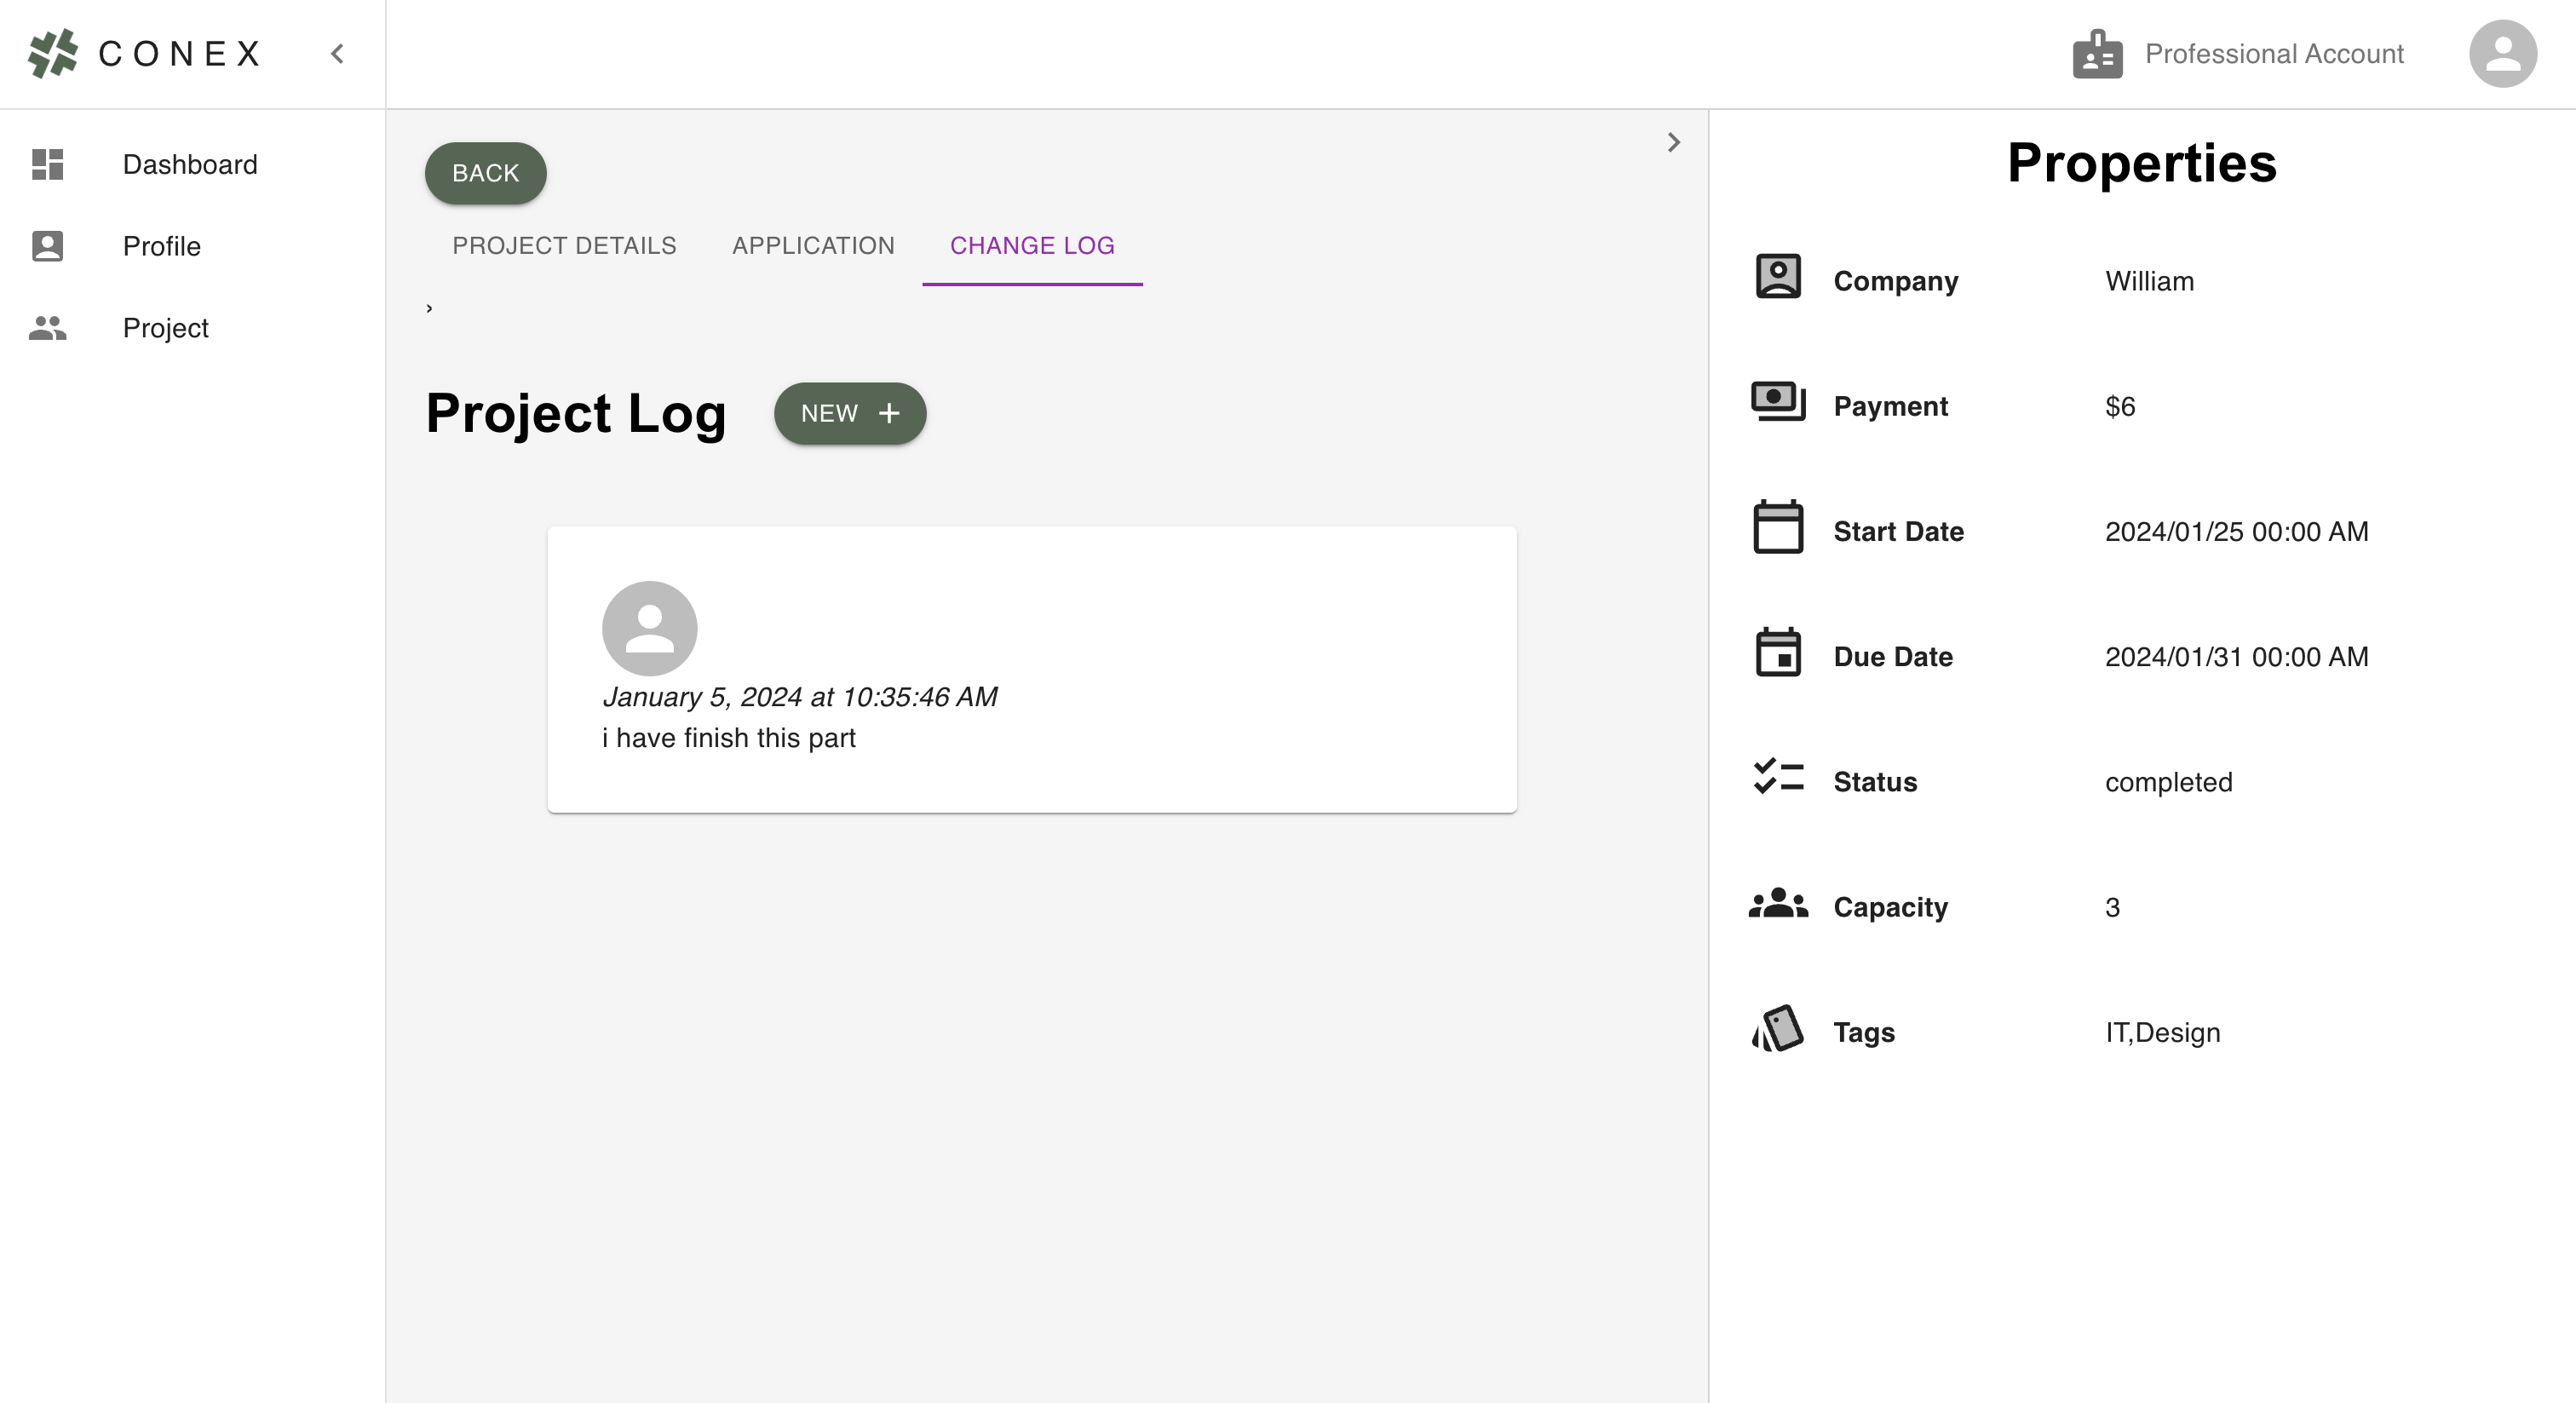 CONEX
Professional Account
Dashboard
Profile
Project
BACK
PROJECT DETAILS APPLICATION CHANGE LOG
›
Project Log NEW +
January 5, 2024 at 10:35:46 AM
i have finish this part
Properties
Company William
Payment $6
Start Date 2024/01/25 00:00 AM
Due Date 2024/01/31 00:00 AM
Status completed
Capacity 3
Tags IT,Design